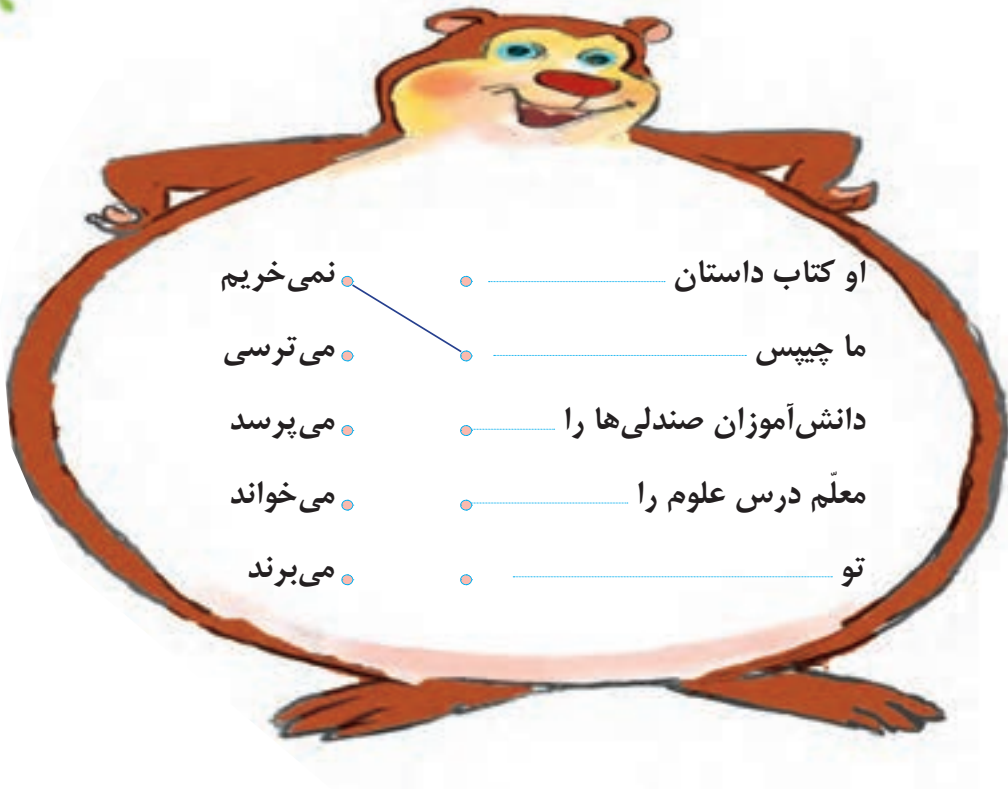 او کتاب داستان .................... نمی‌خریم
ما چیپس .................... می‌ترسی
دانش‌آموزان صندلی‌ها را .................... می‌پرسد
معلّم درس علوم را .................... می‌خواند
تو .................... می‌برند